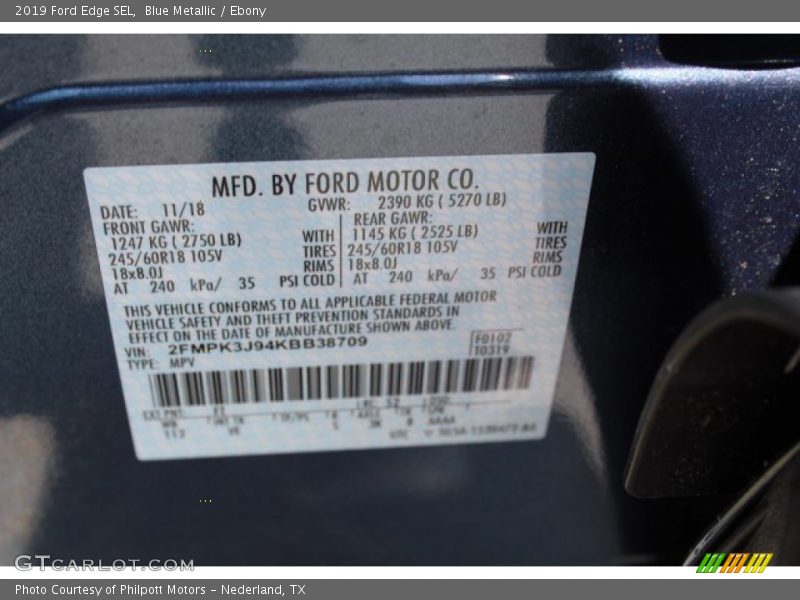 2019 Ford Edge SEL, Blue Metallic / Ebony
MFD. BY FORD MOTOR CO.
DATE: 11/18 GVWR: 2390 KG ( 5270 LB)
FRONT GAWR: REAR GAWR:
1247 KG ( 2750 LB) WITH 1145 KG ( 2525 LB) WITH
245/60R18 105V TIRES 245/60R18 105V TIRES
18x8.0J RIMS 18x8.0J RIMS
AT 240 kPa/ 35 PSI COLD AT 240 kPa/ 35 PSI COLD
THIS VEHICLE CONFORMS TO ALL APPLICABLE FEDERAL MOTOR
VEHICLE SAFETY AND THEFT PREVENTION STANDARDS IN
EFFECT ON THE DATE OF MANUFACTURE SHOWN ABOVE.
VIN: 2FMPK3J94KBB38709 F0102
TYPE: MPV T0319
EXT PNT:
112
GTCARLOT.COM
Photo Courtesy of Philpott Motors - Nederland, TX